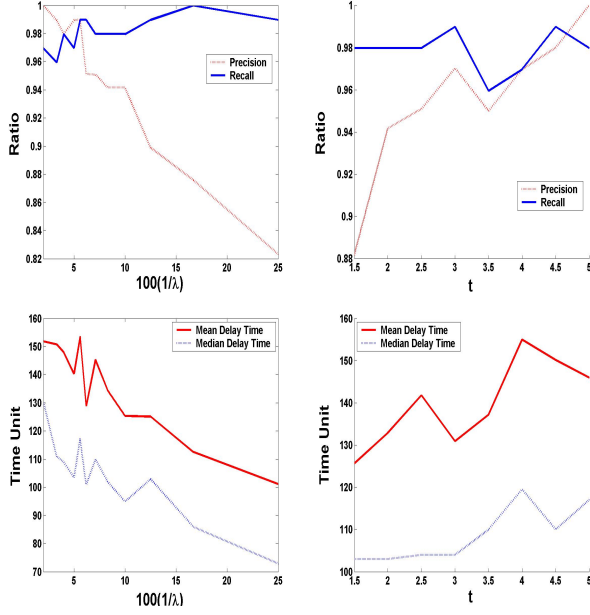 1
0.98
0.96
0.94
0.92
0.9
0.88
0.86
0.84
0.82
Ratio
5 10 15 20 25
100(1/λ)
Precision
Recall
1
0.98
0.96
0.94
0.92
0.9
0.88
Ratio
1.5 2 2.5 3 3.5 4 4.5 5
t
Precision
Recall
160
150
140
130
120
110
100
90
80
70
Time Unit
5 10 15 20 25
100(1/λ)
Mean Delay Time
Median Delay Time
160
150
140
130
120
110
100
Time Unit
1.5 2 2.5 3 3.5 4 4.5 5
t
Mean Delay Time
Median Delay Time